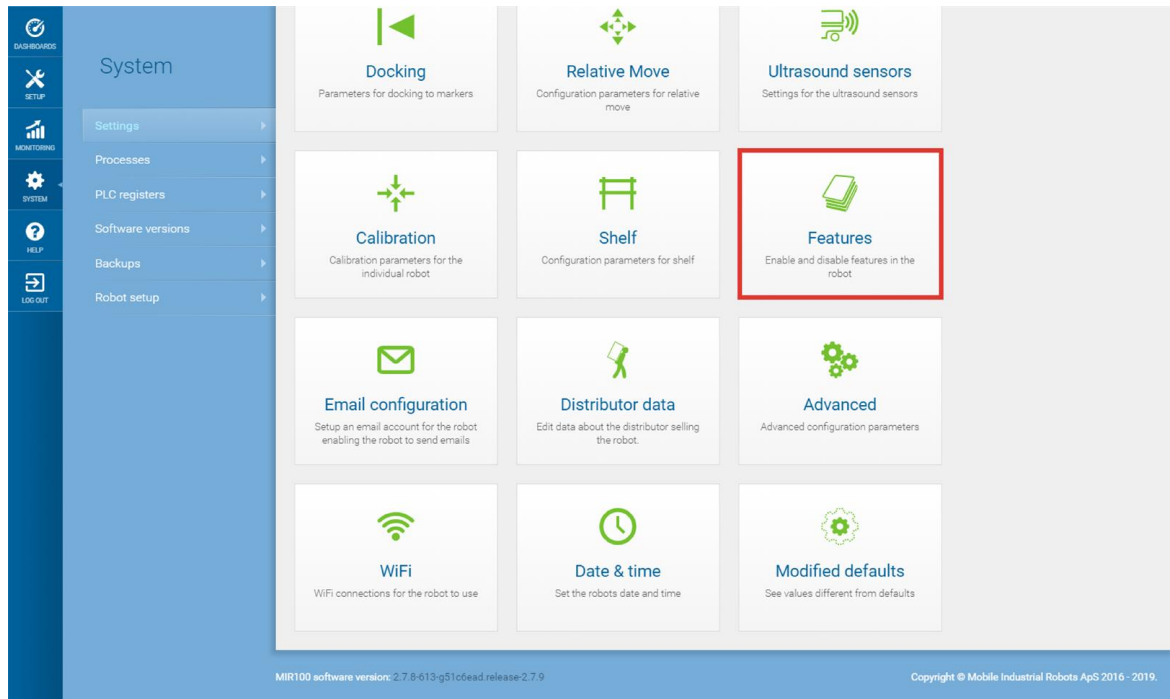 DASHBOARDS
SETUP
MONITORING
SYSTEM
HELP
LOG OUT
System
Settings
Processes
PLC registers
Software versions
Backups
Robot setup
Docking
Parameters for docking to markers
Relative Move
Configuration parameters for relative
move
Ultrasound sensors
Settings for the ultrasound sensors
Calibration
Calibration parameters for the
individual robot
Shelf
Configuration parameters for shelf
Features
Enable and disable features in the
robot
Email configuration
Setup an email account for the robot
enabling the robot to send emails
Distributor data
Edit data about the distributor selling
the robot.
Advanced
Advanced configuration parameters
WiFi
WiFi connections for the robot to use
Date & time
Set the robots date and time
Modified defaults
See values different from defaults
MIR100 software version: 2.7.8-613-g51c6ead.release-2.7.9
Copyright © Mobile Industrial Robots ApS 2016 - 2019.